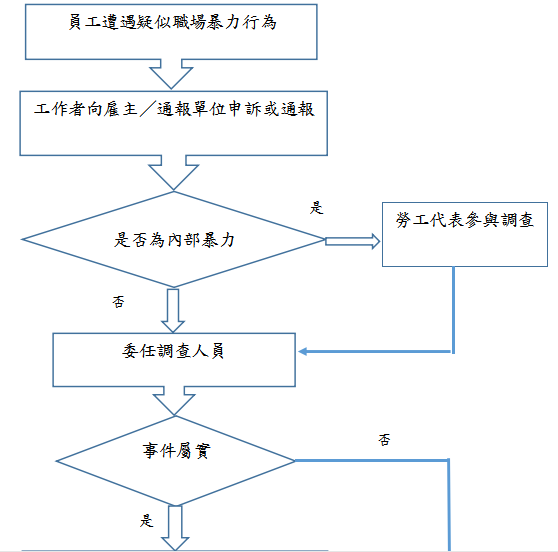 員工遭遇疑似職場暴力行為
工作者向雇主／通報單位申訴或通報
是
勞工代表參與調查
是否為內部暴力
否
委任調查人員
否
事件屬實
是